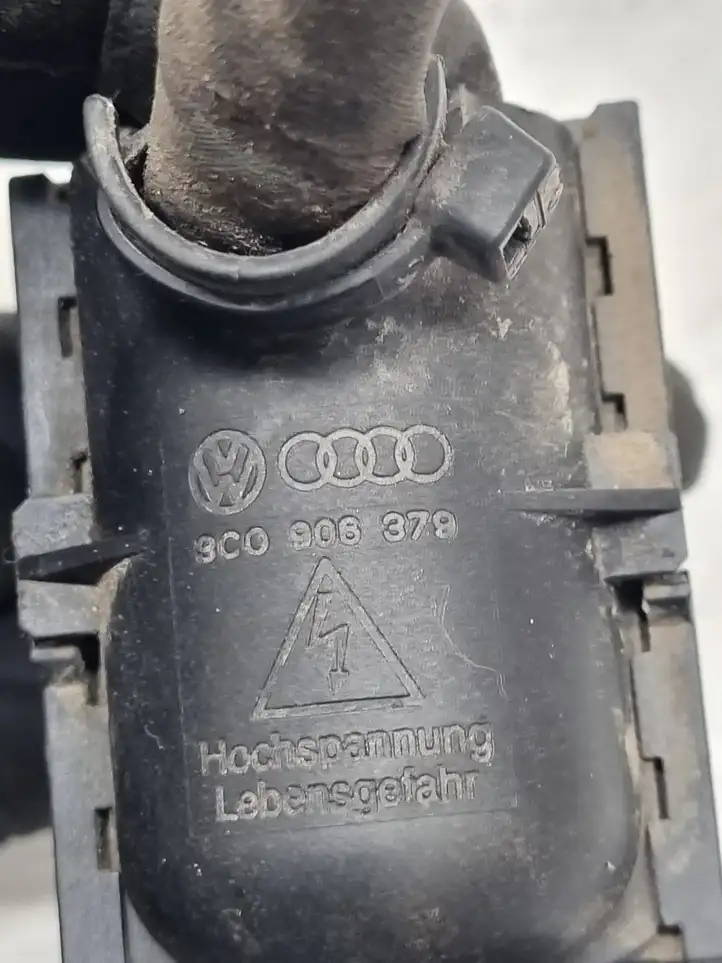 3C0 906 379
Hochspannung
Lebensgefahr